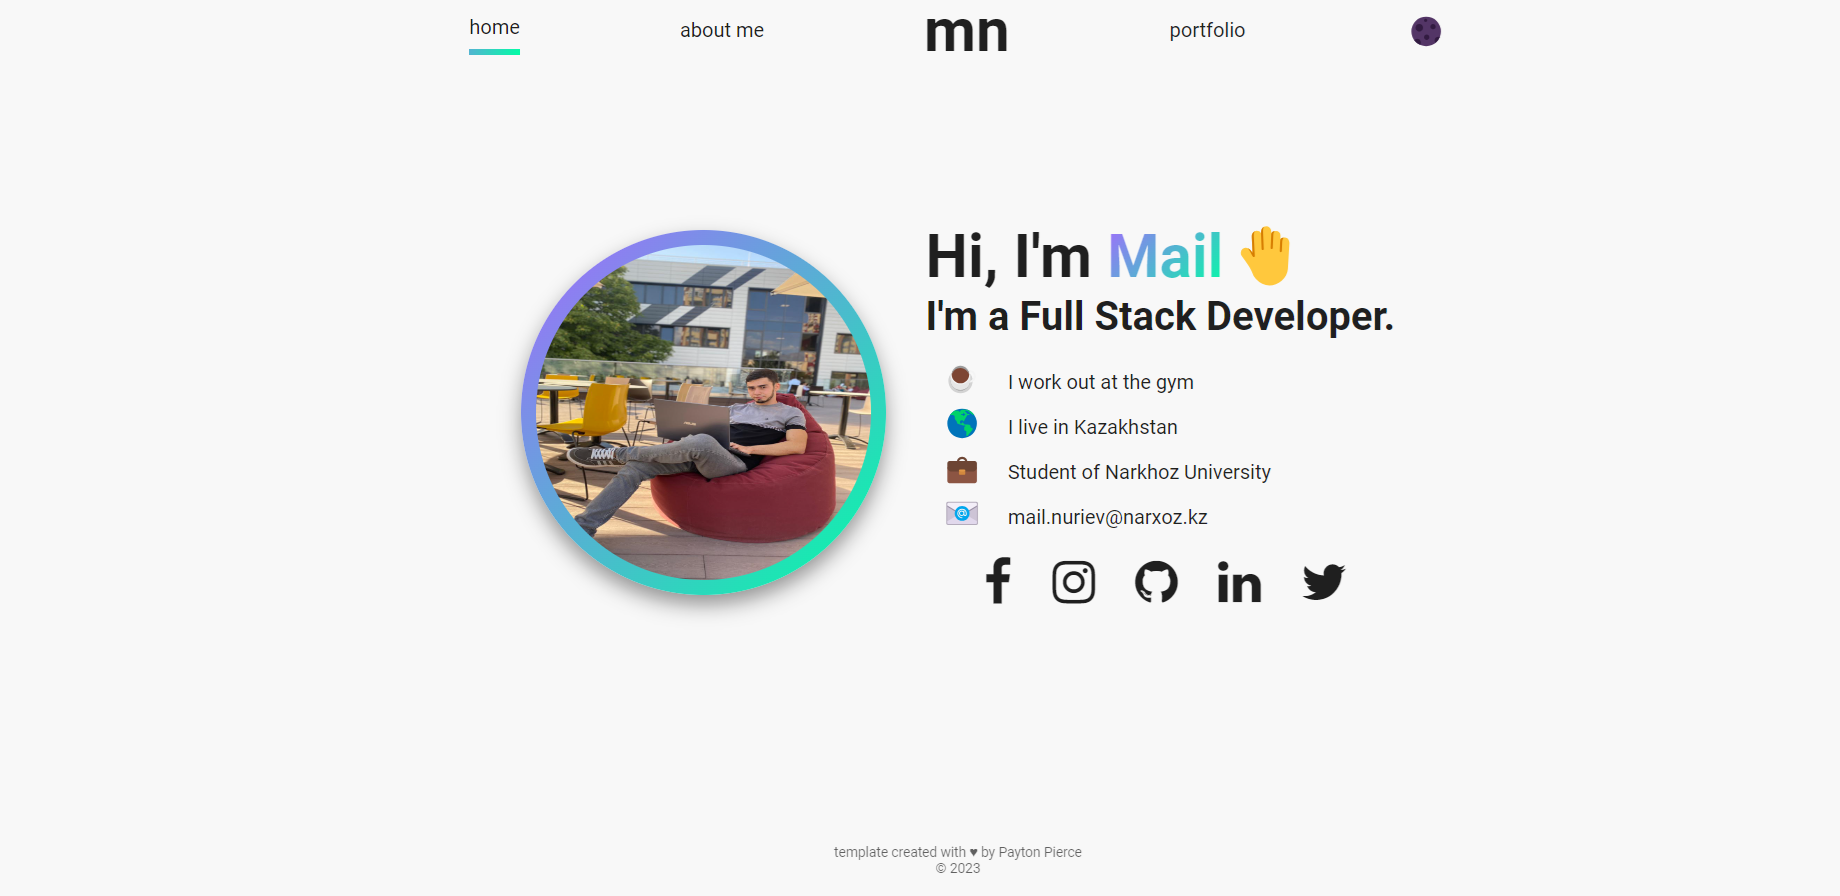 home
about me
mn
portfolio
Hi, I'm Mail
I'm a Full Stack Developer.
I work out at the gym
I live in Kazakhstan
Student of Narkhoz University
@ mail.nuriev@narxoz.kz
in
template created with ♥ by Payton Pierce
© 2023